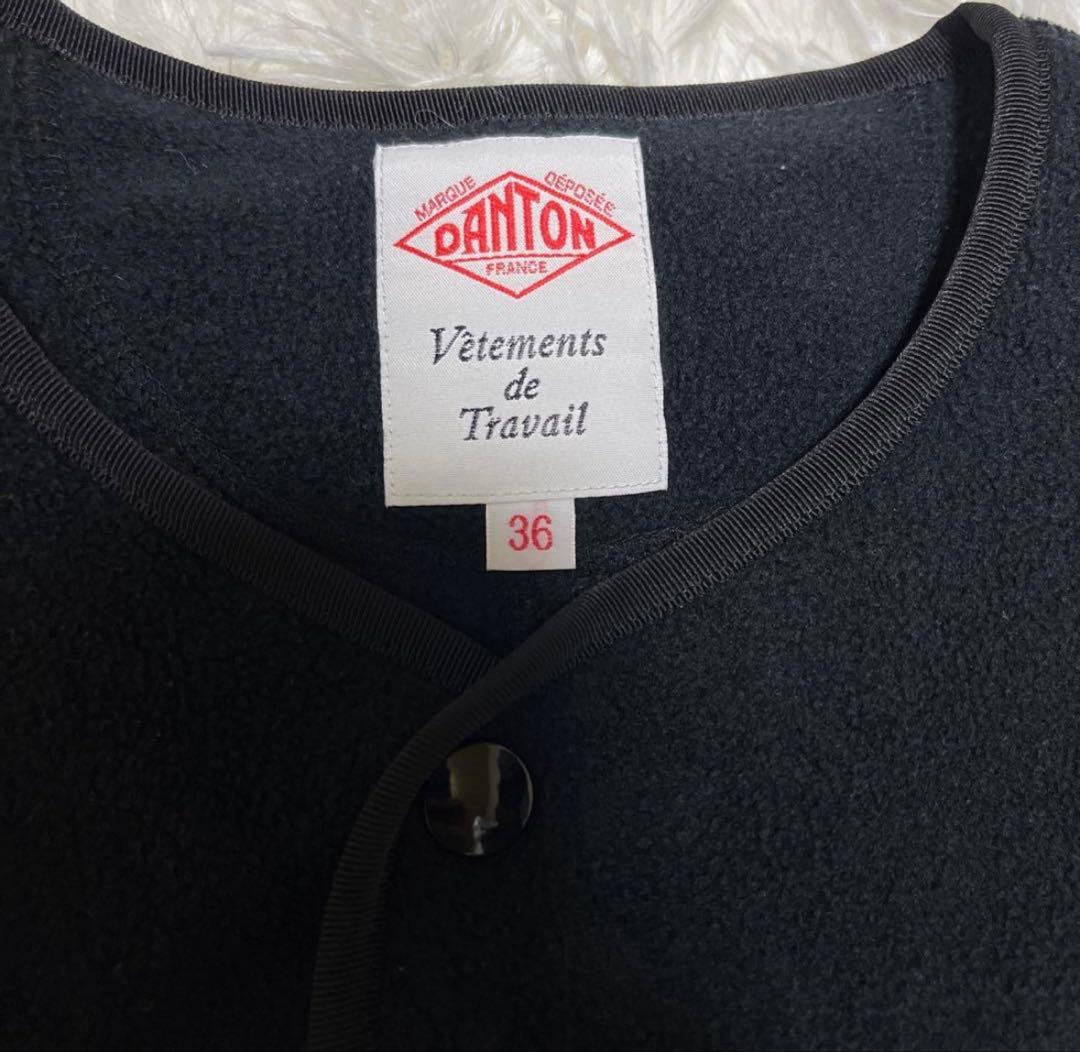 MARQUE DÉPOSÉE
DANTON
FRANCE
Vêtements
de
Travail
36